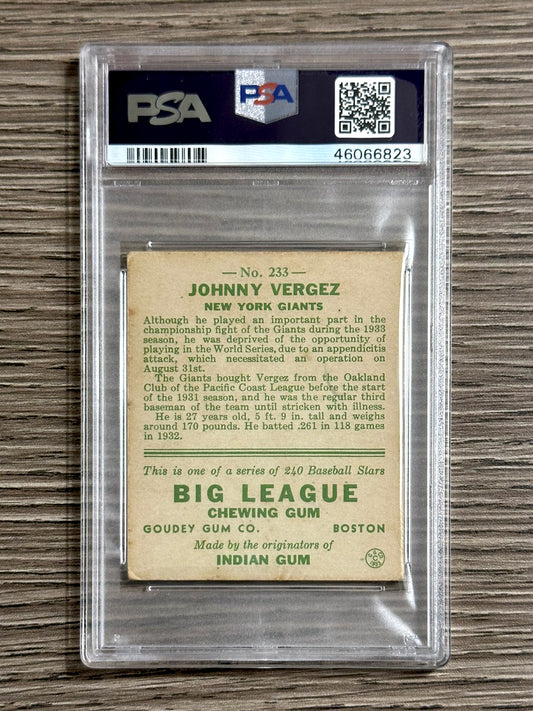 PSA
PSA
46066823
— No. 233 —
JOHNNY VERGEZ
NEW YORK GIANTS
Although he played an important part in the
championship fight of the Giants during the 1933
season, he was deprived of the opportunity of
playing in the World Series, due to an appendicitis
attack, which necessitated an operation on
August 31st.
The Giants bought Vergez from the Oakland
Club of the Pacific Coast League before the start
of the 1931 season, and he was the regular third
baseman of the team until stricken with illness.
He is 27 years old, 5 ft. 9 in. tall and weighs
around 170 pounds. He batted .261 in 118 games
in 1932.
This is one of a series of 240 Baseball Stars
BIG LEAGUE
CHEWING GUM
GOUDEY GUM CO. BOSTON
Made by the originators of
INDIAN GUM